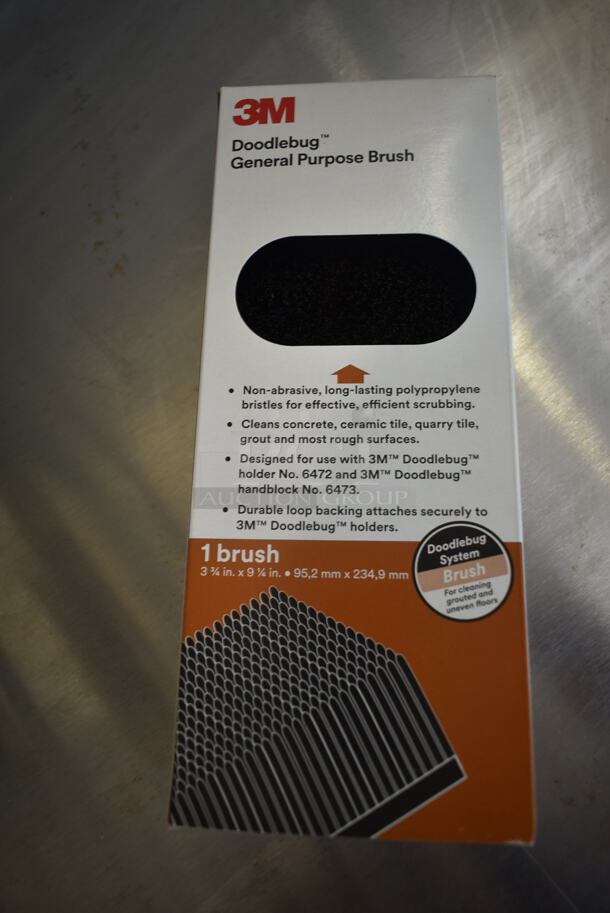 3M
Doodlebug™
General Purpose Brush
• Non-abrasive, long-lasting polypropylene
bristles for effective, efficient scrubbing.
• Cleans concrete, ceramic tile, quarry tile,
grout and most rough surfaces.
• Designed for use with 3M™ Doodlebug™
holder No. 6472 and 3M™ Doodlebug™
handblock No. 6473.
AUCTION GROUP
• Durable loop backing attaches securely to
3M™ Doodlebug™ holders.
1 brush
3 ¾ in. x 9 ¼ in. • 95,2 mm x 234,9 mm
Doodlebug
System
Brush
For cleaning
grouted and
uneven floors